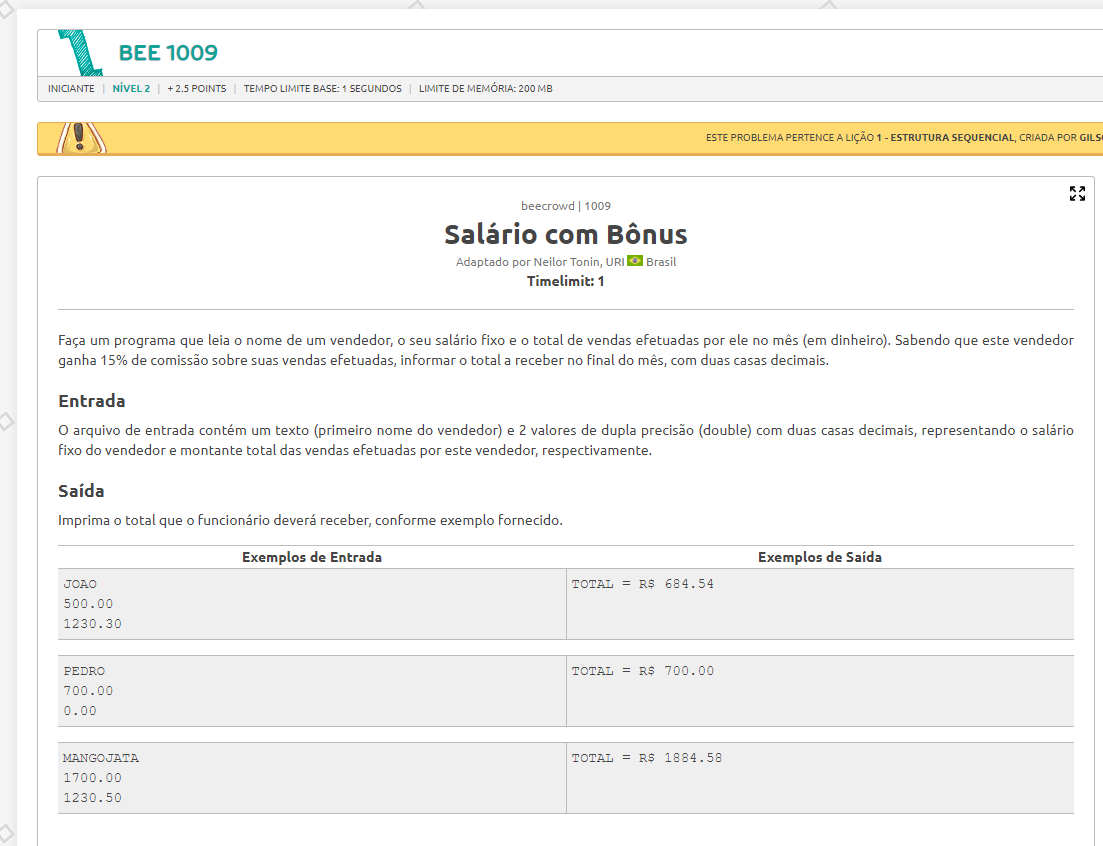 BEE 1009
INICIANTE | NÍVEL 2 | + 2.5 POINTS | TEMPO LIMITE BASE: 1 SEGUNDOS | LIMITE DE MEMÓRIA: 200 MB
ESTE PROBLEMA PERTENCE A LIÇÃO 1 - ESTRUTURA SEQUENCIAL, CRIADA POR
beecrowd | 1009
Salário com Bônus
Adaptado por Neilor Tonin, URI Brasil
Timelimit: 1
Faça um programa que leia o nome de um vendedor, o seu salário fixo e o total de vendas efetuadas por ele no mês (em dinheiro). Sabendo que este vendedor
ganha 15% de comissão sobre suas vendas efetuadas, informar o total a receber no final do mês, com duas casas decimais.
Entrada
O arquivo de entrada contém um texto (primeiro nome do vendedor) e 2 valores de dupla precisão (double) com duas casas decimais, representando o salário
fixo do vendedor e montante total das vendas efetuadas por este vendedor, respectivamente.
Saída
Imprima o total que o funcionário deverá receber, conforme exemplo fornecido.
Exemplos de Entrada Exemplos de Saída
JOAO TOTAL = R$ 684.54
500.00
1230.30
PEDRO TOTAL = R$ 700.00
700.00
0.00
MANGOJATA TOTAL = R$ 1884.58
1700.00
1230.50